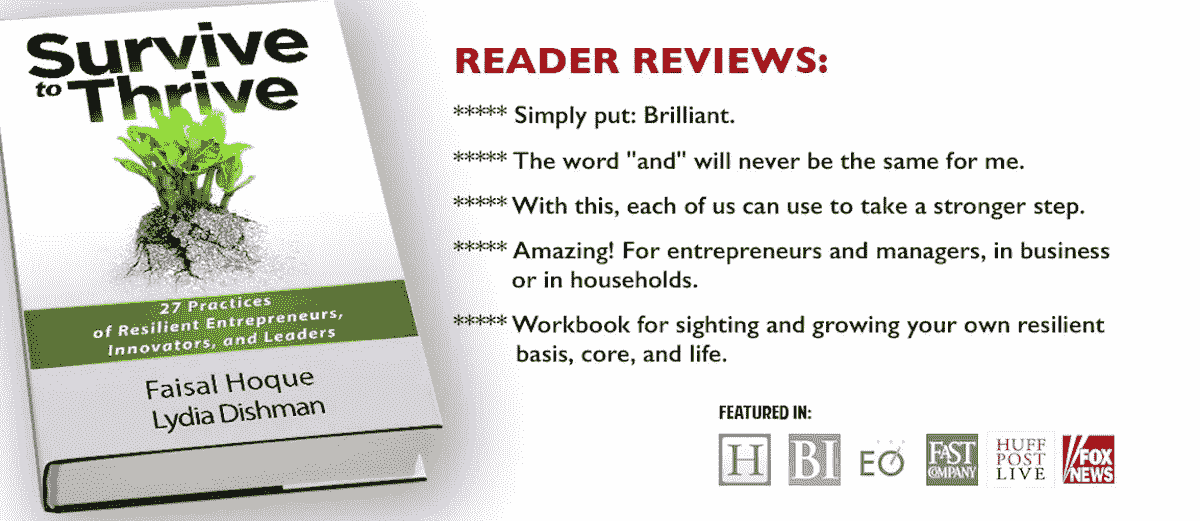 Survive
to Thrive
27 Practices
of Resilient Entrepreneurs,
Innovators, and Leaders
Faisal Hoque
Lydia Dishman
READER REVIEWS:
***** Simply put: Brilliant.
***** The word "and" will never be the same for me.
***** With this, each of us can use to take a stronger step.
***** Amazing! For entrepreneurs and managers, in business
or in households.
***** Workbook for sighting and growing your own resilient
basis, core, and life.
FEATURED IN:
H
BI
EO
FAST
COMPANY
HUFF
POST
LIVE
FOX
NEWS